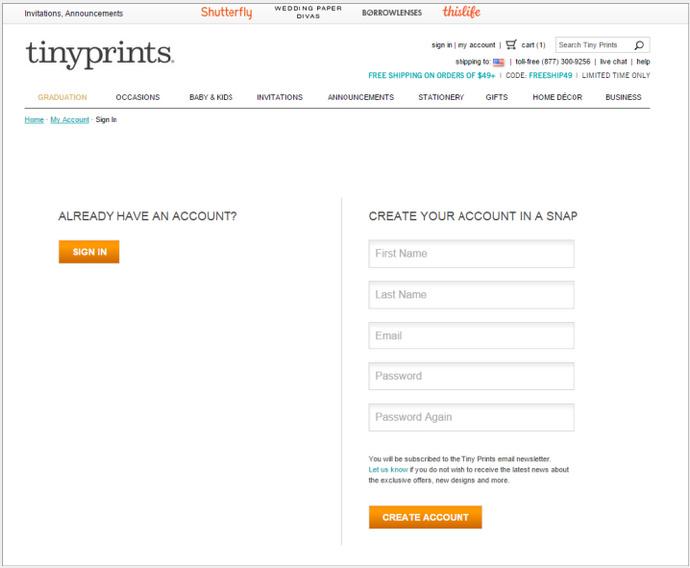 Invitations, Announcements
Shutterfly
WEDDING PAPER
DIVAS
BORROWLENSES
thislife
tinyprints.
sign in | my account | cart (1)
Search Tiny Prints
shipping to: | toll-free (877) 300-9256 | live chat | help
FREE SHIPPING ON ORDERS OF $49+ | CODE: FREESHIP49 | LIMITED TIME ONLY
GRADUATION OCCASIONS BABY & KIDS INVITATIONS ANNOUNCEMENTS STATIONERY GIFTS HOME DÉCOR BUSINESS
Home · My Account · Sign In
ALREADY HAVE AN ACCOUNT?
SIGN IN
CREATE YOUR ACCOUNT IN A SNAP
First Name
Last Name
Email
Password
Password Again
You will be subscribed to the Tiny Prints email newsletter.
Let us know if you do not wish to receive the latest news about
the exclusive offers, new designs and more.
CREATE ACCOUNT